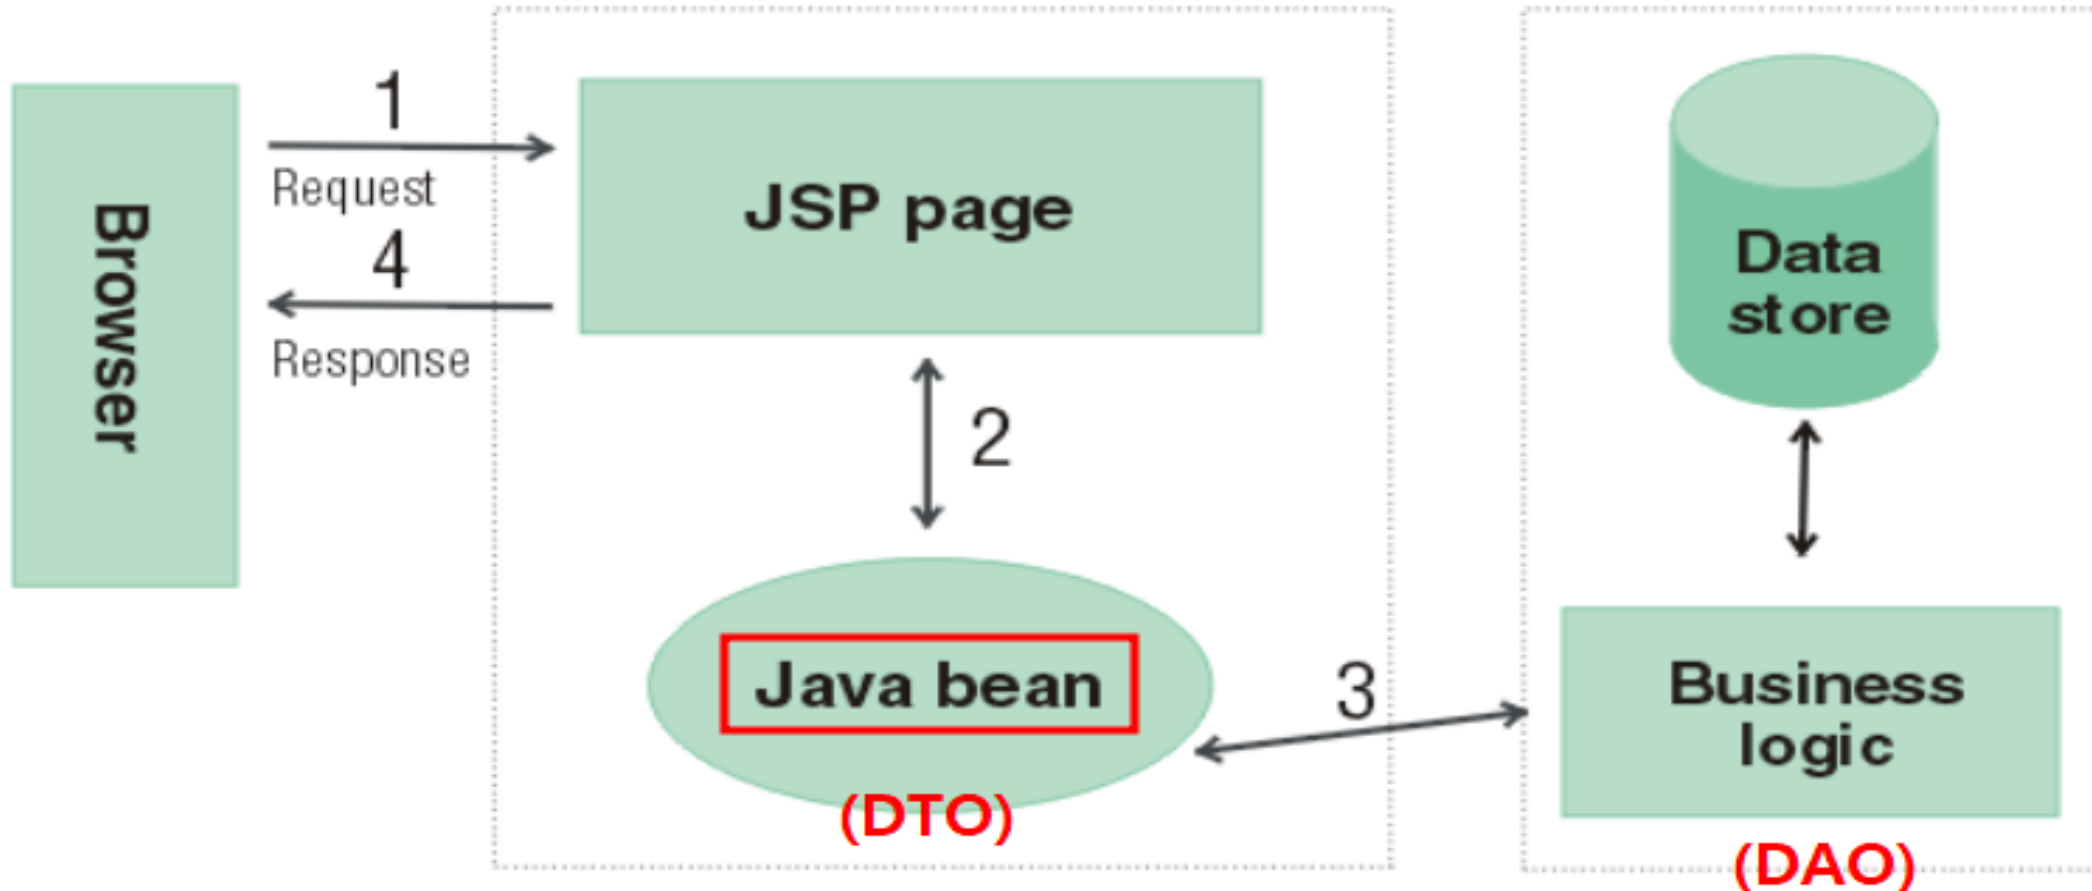 Browser
1
Request
4
Response
JSP page
2
Java bean
(DTO)
3
Data
store
Business
logic
(DAO)